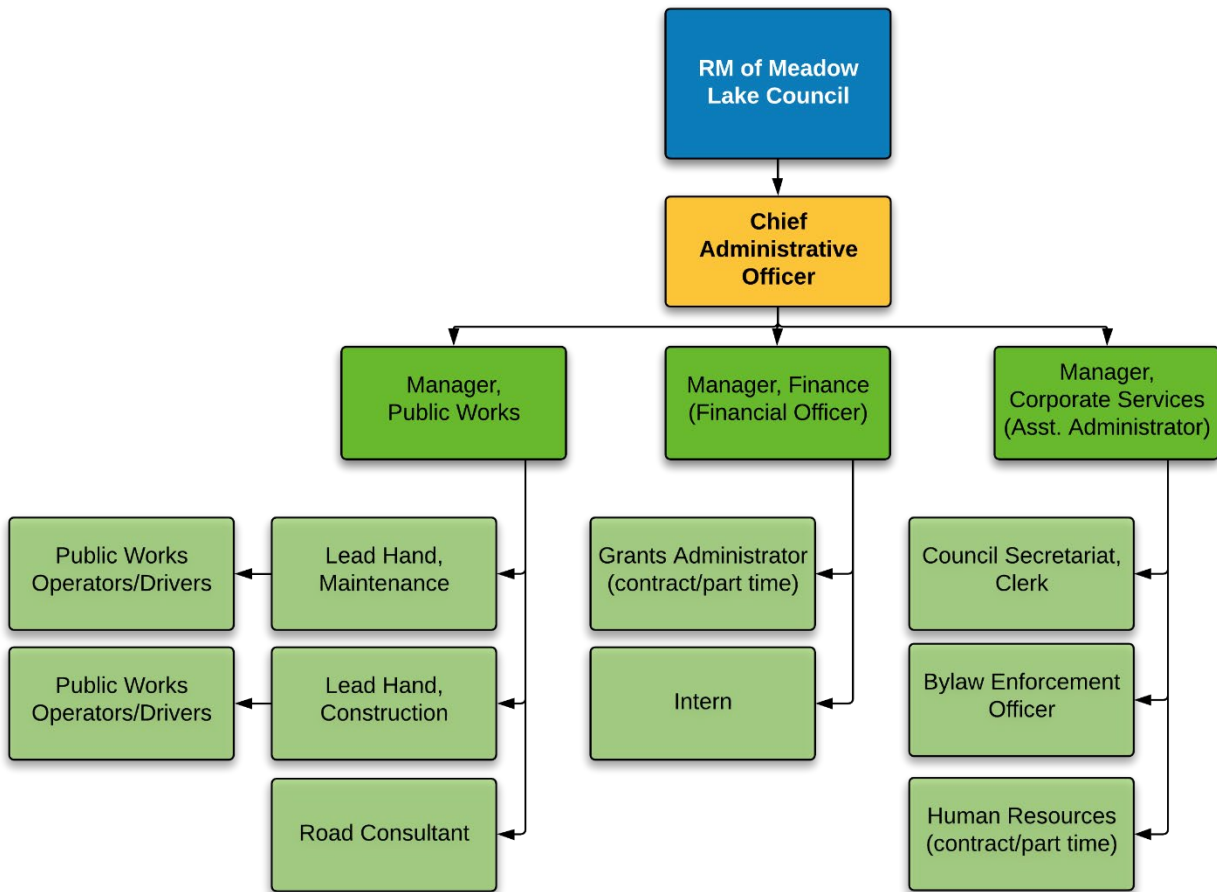 RM of Meadow
Lake Council
Chief
Administrative
Officer
Manager,
Public Works
Manager, Finance
(Financial Officer)
Manager,
Corporate Services
(Asst. Administrator)
Public Works
Operators/Drivers
Lead Hand,
Maintenance
Grants Administrator
(contract/part time)
Council Secretariat,
Clerk
Public Works
Operators/Drivers
Lead Hand,
Construction
Intern
Bylaw Enforcement
Officer
Road Consultant
Human Resources
(contract/part time)